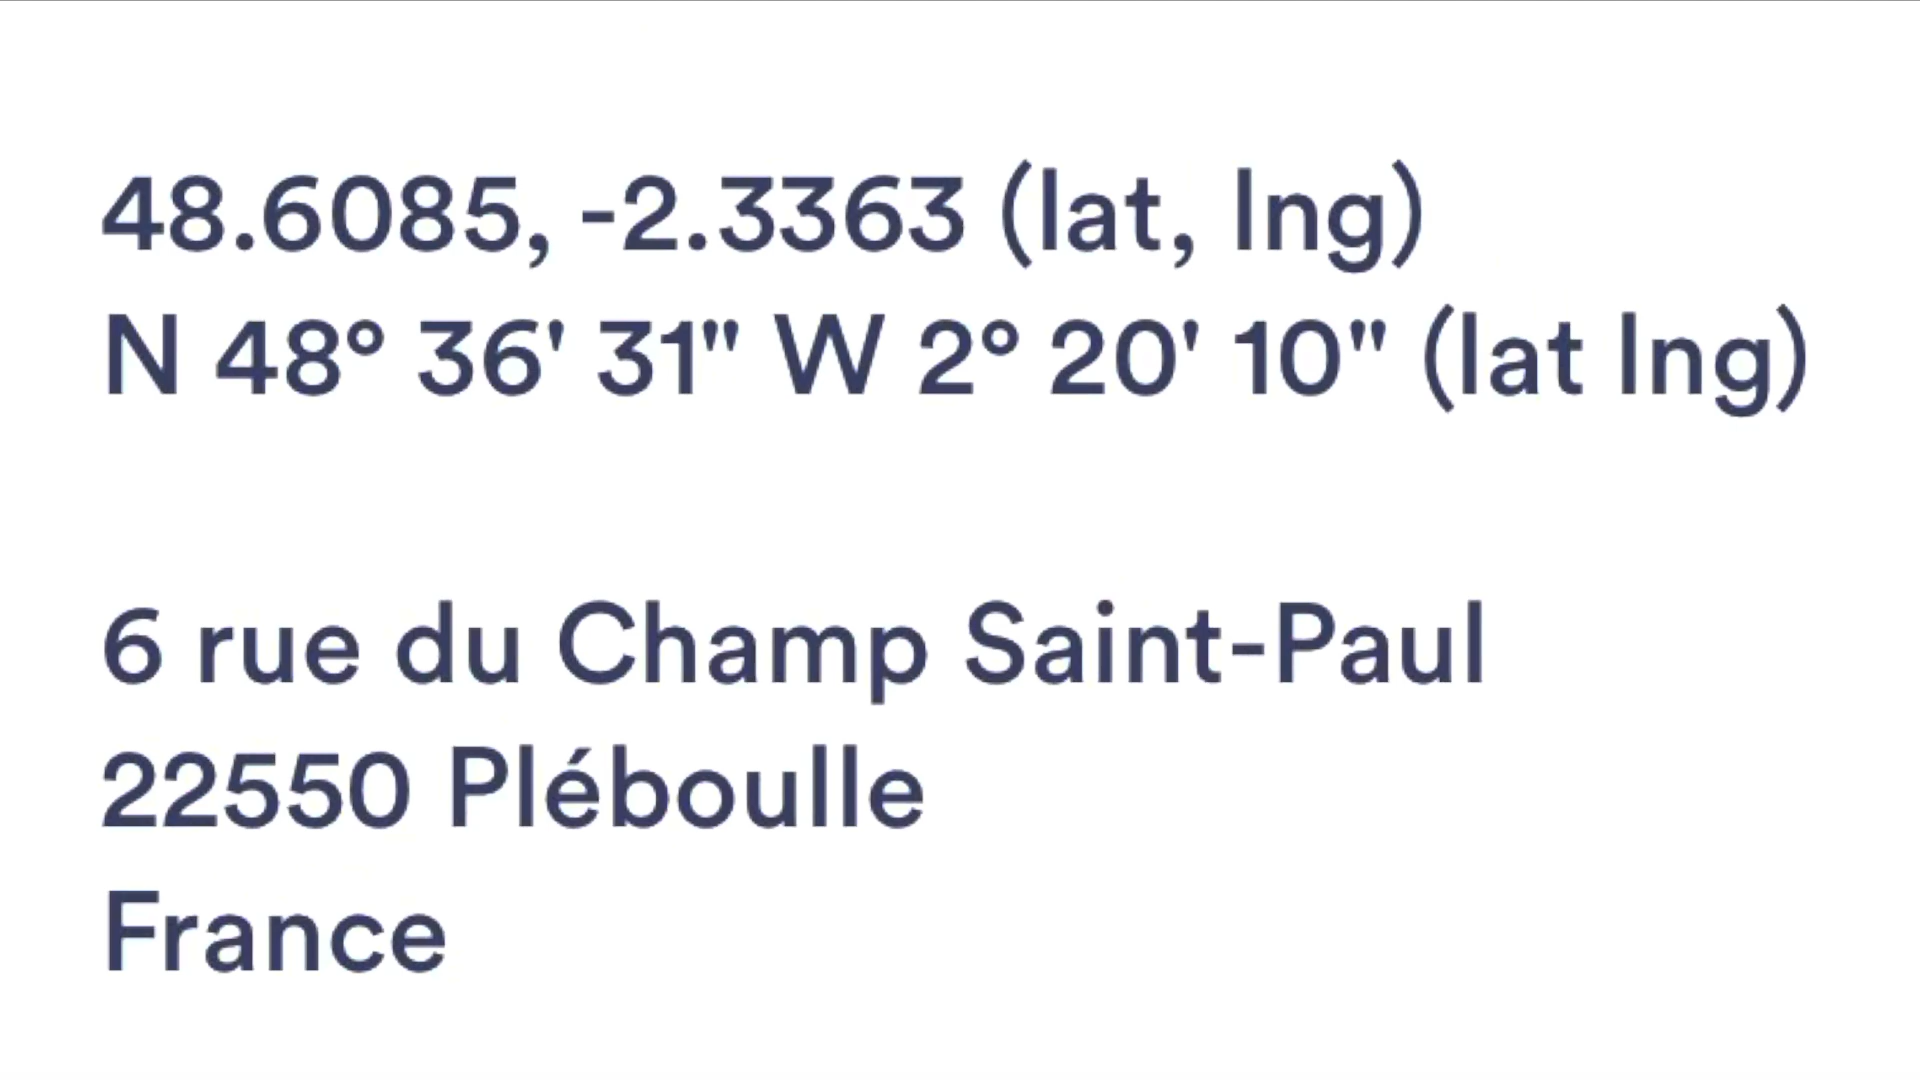 48.6085, -2.3363 (lat, lng)
N 48° 36' 31" W 2° 20' 10" (lat lng)
6 rue du Champ Saint-Paul
22550 Pléboulle
France